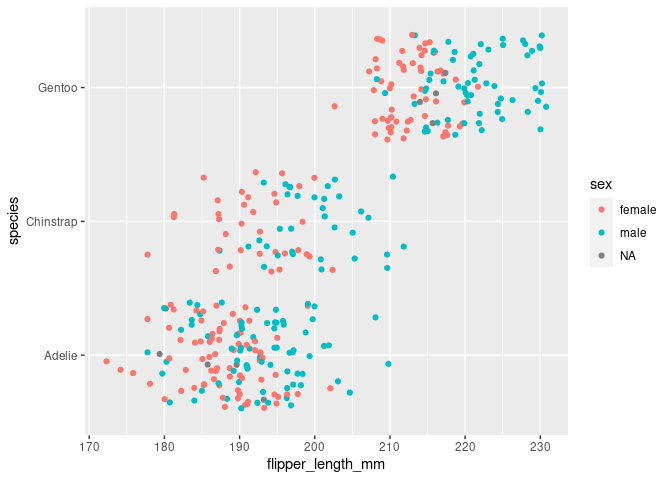 species
Gentoo
Chinstrap
Adelie
170 180 190 200 210 220 230
flipper_length_mm
sex
female
male
NA